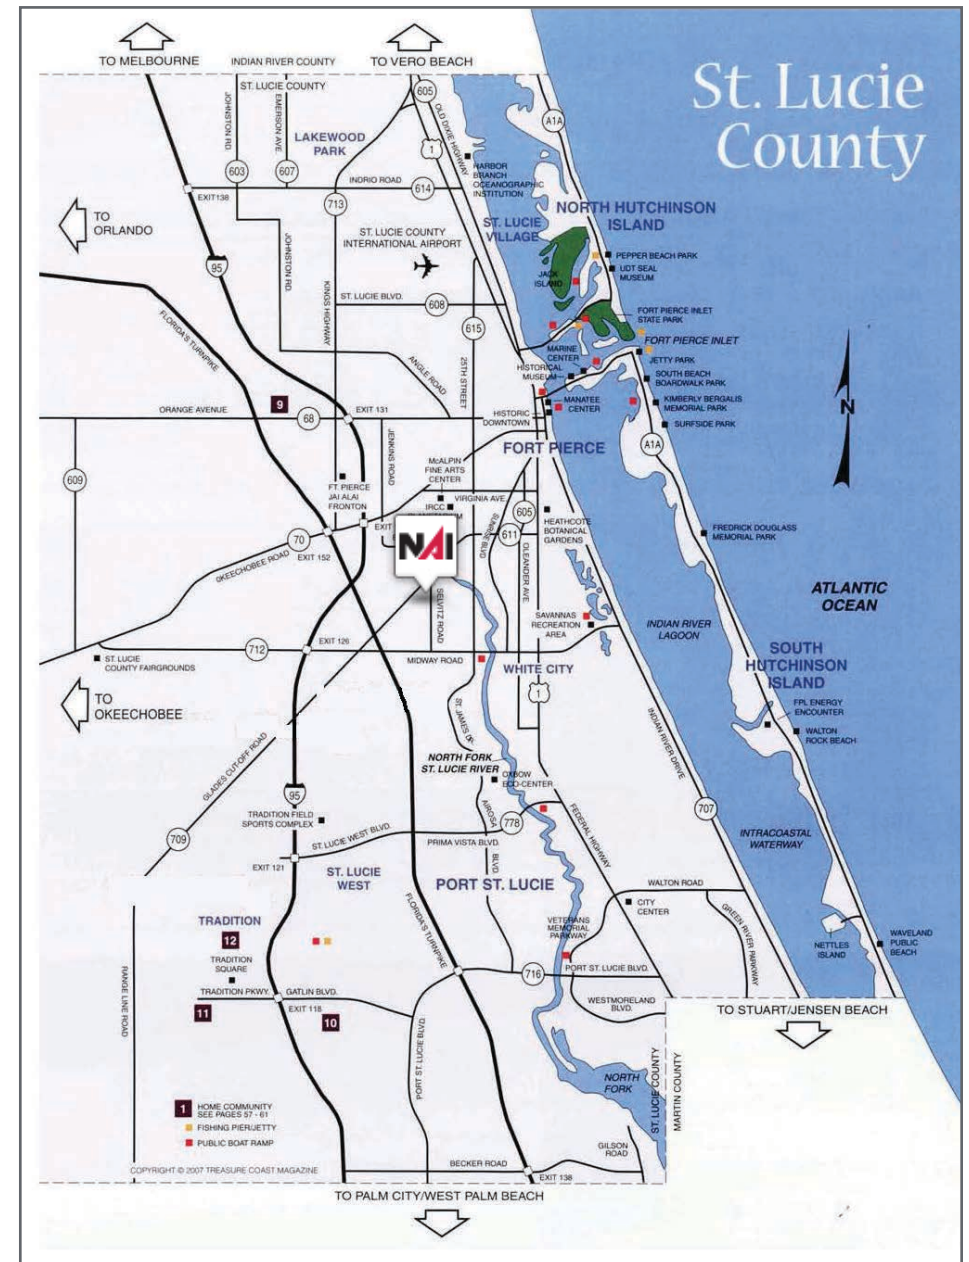 TO MELBOURNE
INDIAN RIVER COUNTY
TO VERO BEACH
ST. LUCIE COUNTY
St. Lucie
County
605
A1A
JOHNSTON RD.
EMERSON AVE.
LAKEWOOD
PARK
OLD DIXIE HIGHWAY
1
603
607
INDRIO ROAD
614
EXIT138
713
HARBOR
BRANCH
OCEANOGRAPHIC
INSTITUTION
TO
ORLANDO
ST. LUCIE
VILLAGE
NORTH HUTCHINSON
ISLAND
ST. LUCIE COUNTY
INTERNATIONAL AIRPORT
95
JOHNSTON RD.
KINGS HIGHWAY
PEPPER BEACH PARK
UDT SEAL
MUSEUM
JACK
ISLAND
ST. LUCIE BLVD.
608
615
FLORIDA'S TURNPIKE
FORT PIERCE INLET
STATE PARK
FORT PIERCE INLET
MARINE
CENTER
JETTY PARK
HISTORICAL
MUSEUM
SOUTH BEACH
BOARDWALK PARK
ANGLE ROAD
25TH STREET
MANATEE
CENTER
KIMBERLY BERGALIS
MEMORIAL PARK
SURFSIDE PARK
N
9
ORANGE AVENUE
68
EXIT 131
HISTORIC
DOWNTOWN
FORT PIERCE
A1A
JENKINS ROAD
McALPIN
FINE ARTS
CENTER
609
FT. PIERCE
JAI ALAI
FRONTON
VIRGINIA AVE.
IRCC
605
HEATHCOTE
BOTANICAL
GARDENS
SUNRISE BLVD.
611
70
EXIT
NAI
EXIT 152
OKEECHOBEE ROAD
OLEANDER AVE.
FREDRICK DOUGLASS
MEMORIAL PARK
ATLANTIC
OCEAN
SELVITZ ROAD
SAVANNAS
RECREATION
AREA
INDIAN RIVER
LAGOON
EXIT 126
712
MIDWAY ROAD
WHITE CITY
ST. LUCIE
COUNTY FAIRGROUNDS
SOUTH
HUTCHINSON
ISLAND
TO
OKEECHOBEE
1
ST. JAMES DR.
FPL ENERGY
ENCOUNTER
WALTON
ROCK BEACH
INDIAN RIVER DRIVE
GLADES CUT-OFF ROAD
NORTH FORK
ST. LUCIE RIVER
OXBOW
ECO-CENTER
95
TRADITION FIELD
SPORTS COMPLEX
AIROSA
BLVD.
778
FEDERAL HIGHWAY
707
709
ST. LUCIE WEST BLVD.
PRIMA VISTA BLVD.
INTRACOASTAL
WATERWAY
EXIT 121
ST. LUCIE
WEST
PORT ST. LUCIE
WALTON ROAD
CITY
CENTER
GREEN RIVER PARKWAY
FLORIDA'S TURNPIKE
TRADITION
12
TRADITION
SQUARE
VETERANS
MEMORIAL
PARKWAY
NETTLES
ISLAND
WAVELAND
PUBLIC
BEACH
RANGE LINE ROAD
716
PORT ST. LUCIE BLVD.
TRADITION PKWY.
GATLIN BLVD.
EXIT 118
11
10
WESTMORELAND
BLVD.
TO STUART/JENSEN BEACH
PORT ST. LUCIE BLVD.
NORTH
FORK
ST. LUCIE COUNTY
MARTIN COUNTY
1
HOME COMMUNITY
SEE PAGES 57 - 61
FISHING PIER/JETTY
PUBLIC BOAT RAMP
GILSON
ROAD
COPYRIGHT © 2007 TREASURE COAST MAGAZINE
BECKER ROAD
EXIT 138
TO PALM CITY/WEST PALM BEACH